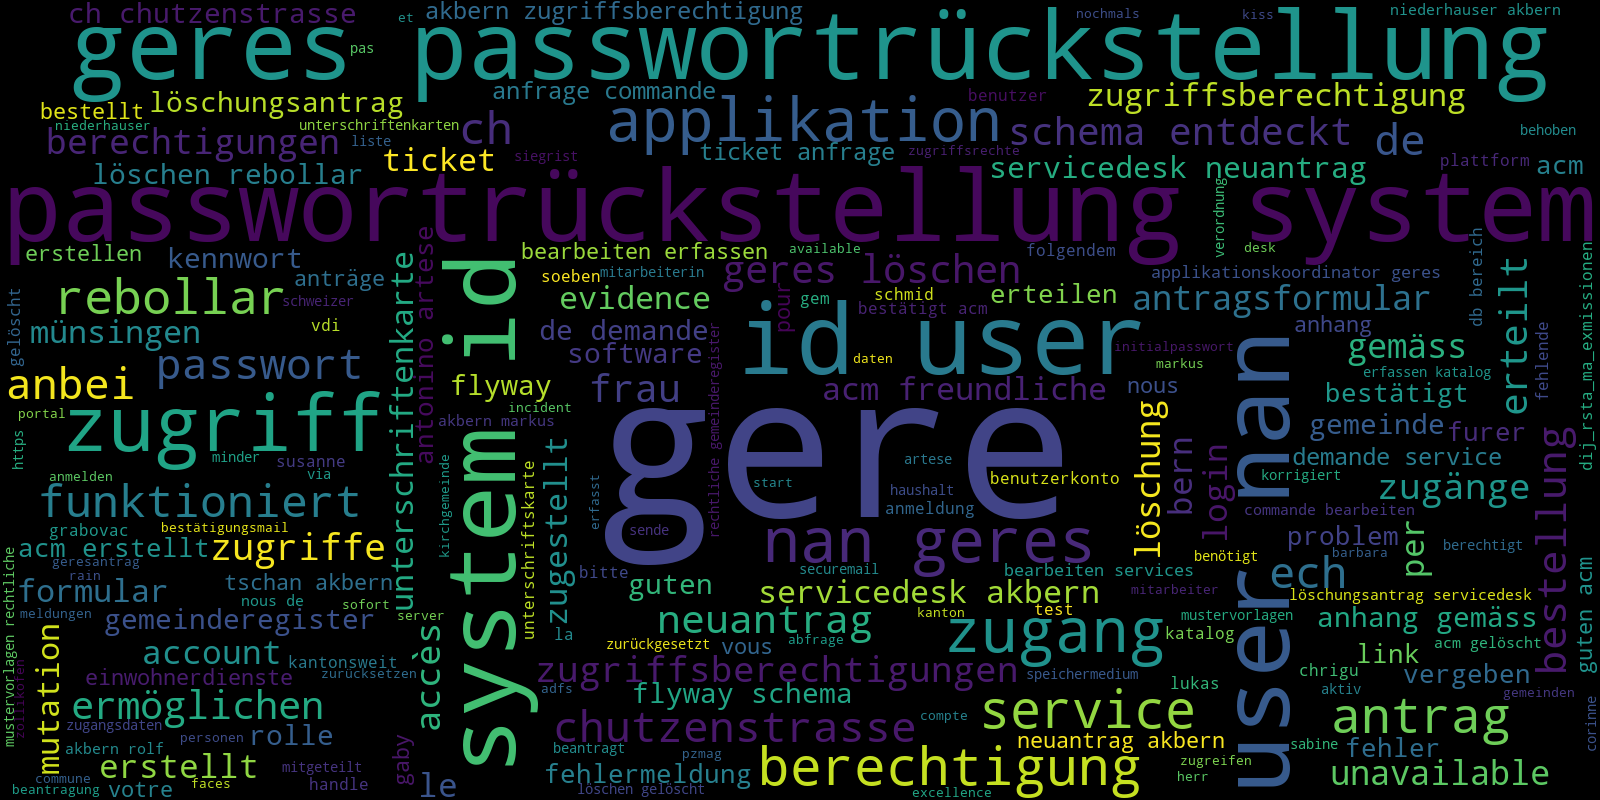 ch chutzenstrasse
et
akbern zugriffsberechtigung
nochmals
kiss
niederhauser akbern
geres passwortrückstellung
pas
anfrage commande
benutzer
zugriffsberechtigung
bestellt
löschungsantrag
applikation
niederhauser
unterschriftenkarten
ch
schema entdeckt
de
behoben
berechtigungen
liste
ticket
siegrist
ticket anfrage
zugriffsrechte
servicedesk neuantrag
plattform
acm
löschen rebollar
passwortrückstellung system
verordnung
erstellen
kennwort
bearbeiten erfassen
available
folgendem
desk
db bereich
anträge
soeben
mitarbeiterin
geres löschen
applikationskoordinator geres
rebollar
schweizer
evidence
gem
schmid
bestätigt acm
erteilen
antragsformular
erteilt
dij_rsta_ma_exmissionen
gelöscht
münsingen
vdi
unterschriftenkarte
antonino artese
system id
de demande
pour
id user
anhang
fehlende
software
rechtliche gemeinderegister
daten
initialpasswort
markus
gemäss
passwort
anbei
flyway
frau
acm freundliche
nous
user nan
erfassen katalog
bestätigt
portal
zugriff
incident
akbern markus
gere
löschung
gemeinde
furer
https
minder
susanne
zugestellt
artese
bern
login
demande service
bestellung
anmelden
via
kirchgemeinde
unterschriftskarte
erfasst
start
benutzerkonto
korrigiert
funktioniert
haushalt
anmeldung
zugänge
grabovac
bestätigungsmail
sende
commande bearbeiten
acm erstellt
zugriffe
nan geres
problem
per
berechtigt
mustervorlagen rechtliche
geresantrag
rain
bitte
securemail
bearbeiten services
benötigt
barbara
ech
guten acm
formular
tschan akbern
guten
servicedesk akbern
mitarbeiter
löschungsantrag servicedesk
meldungen
nous de
sofort
server
neuantrag
kanton
test
mustervorlagen
gemeinderegister
accès
la
zurückgesetzt
vous
abfrage
zugang
katalog
anhang gemäss
acm gelöscht
mutation
zollikofen
account
kantonsweit
zurücksetzen
einwohnerdienste
adfs
zugriffsberechtigungen
speichermedium
lukas
chrigu
link
vergeben
aktiv
gemeinden
ermöglichen
flyway schema
zugangsdaten
personen
rolle
chutzenstrasse
compte
service
antrag
corinne
akbern rolf
gaby
beantragt
pzmag
neuantrag akbern
sabine
fehler
erstellt
mitgeteilt
fehlermeldung
berechtigung
zugreifen
herr
unavailable
commune
faces
handle
le
beantragung
votre
löschen gelöscht
excellence